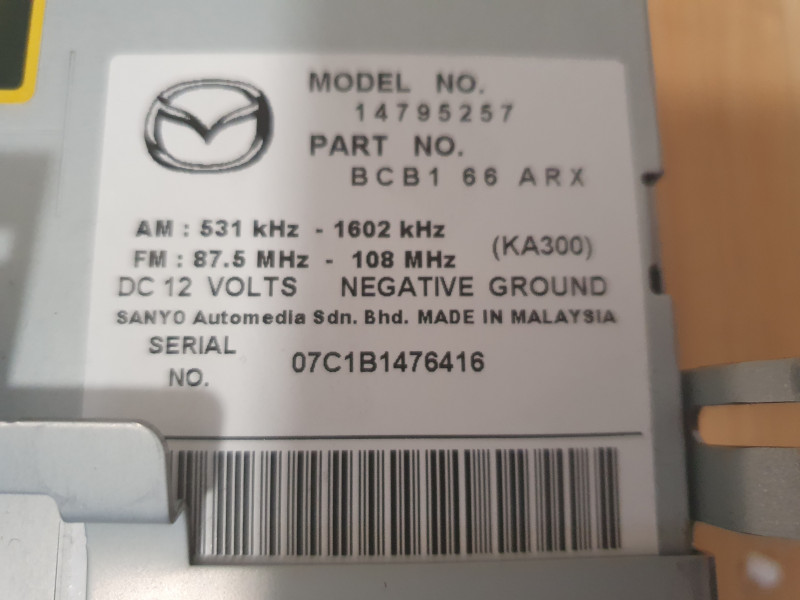 MODEL NO.
14795257
PART NO.
BCB1 66 ARX
AM : 531 kHz - 1602 kHz
FM : 87.5 MHz - 108 MHz (KA300)
DC 12 VOLTS NEGATIVE GROUND
SANYO Automedia Sdn. Bhd. MADE IN MALAYSIA
SERIAL
NO. 07C1B1476416